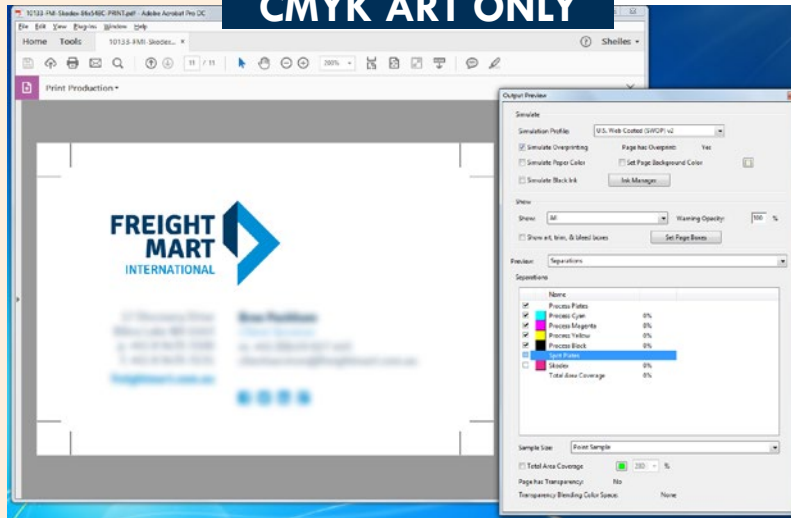 CMYK ART ONLY
10133-FMI-Skodex-86x54BC-PRINT.pdf - Adobe Acrobat Pro DC
File Edit View Plug-Ins Window Help
Home Tools 10133-FMI-Skodex... × Shelles
11 / 11 200%
Print Production
Output Preview
Simulate
Simulation Profile: U.S. Web Coated (SWOP) v2
Simulate Overprinting Page has Overprint: Yes
Simulate Paper Color Set Page Background Color
Simulate Black Ink Ink Manager
Show
Show: All Warning Opacity: 100 %
Show art, trim, & bleed boxes Set Page Boxes
Preview: Separations
Separations
Name
Process Plates
Process Cyan 0%
Process Magenta 0%
Process Yellow 0%
Process Black 0%
Spot Plates
Skodex 0%
Total Area Coverage 0%
Sample Size: Point Sample
Total Area Coverage 280 %
Page has Transparency: No
Transparency Blending Color Space: None
FREIGHT
MART
INTERNATIONAL